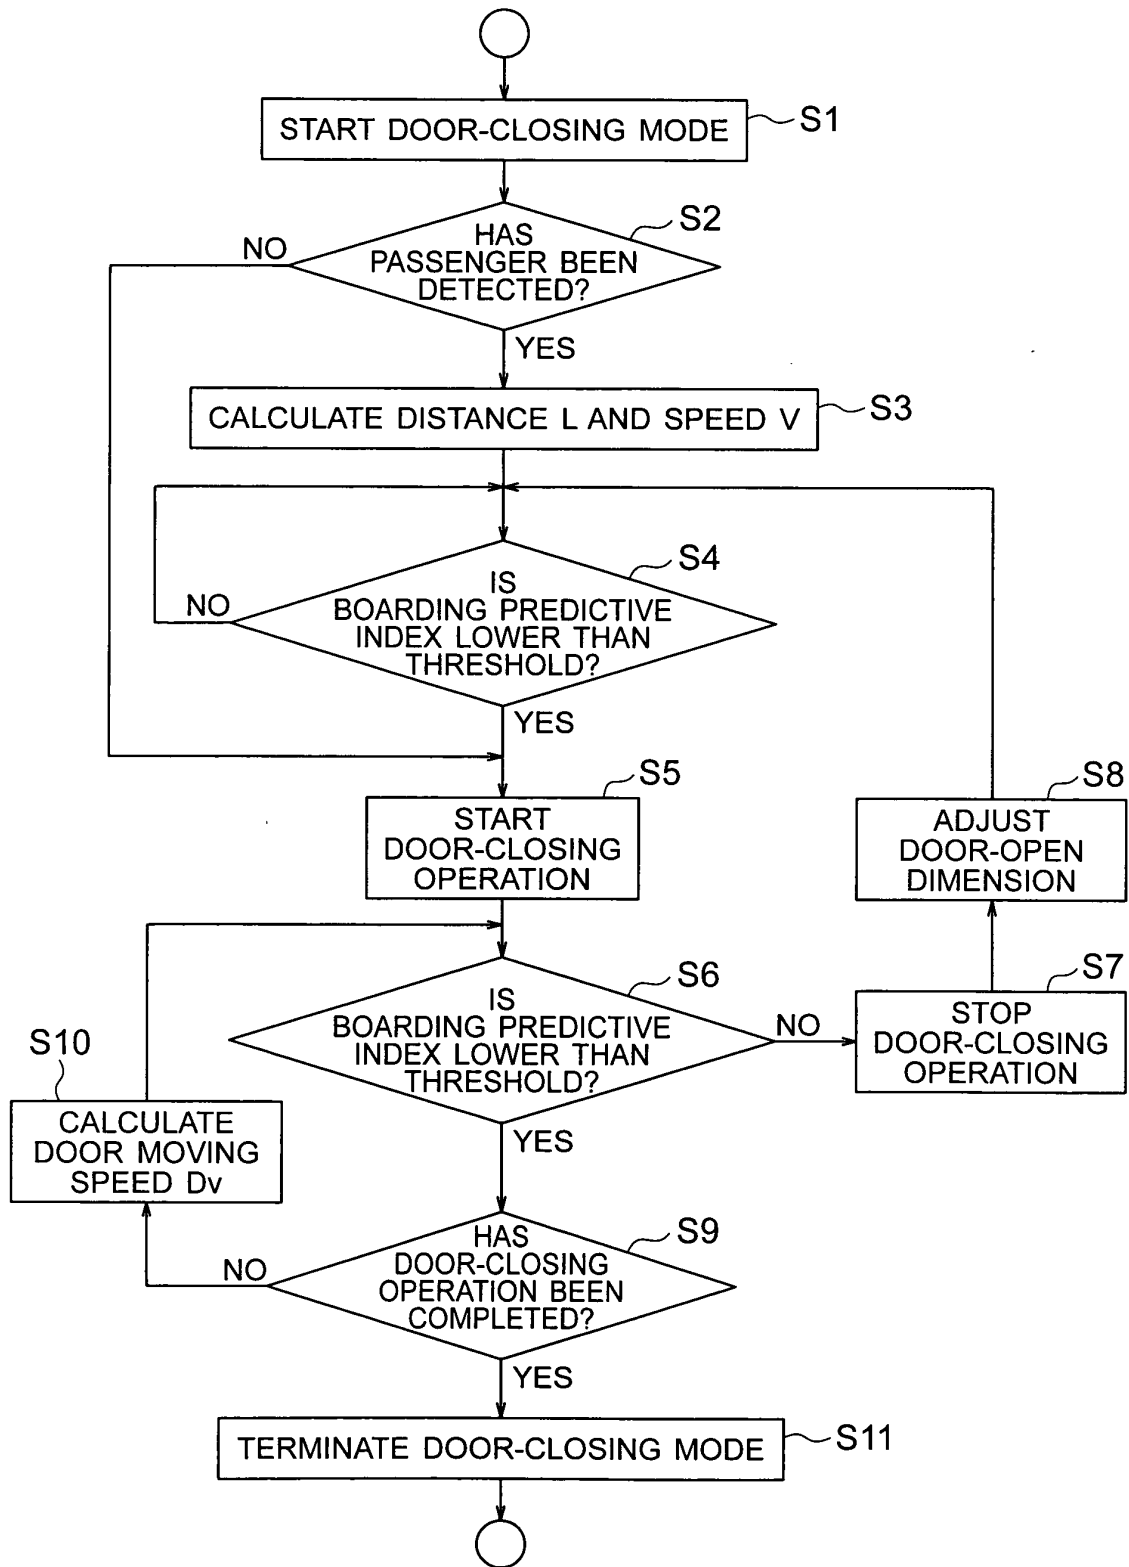 START DOOR-CLOSING MODE
S1
HAS
PASSENGER BEEN
DETECTED?
S2
NO
YES
CALCULATE DISTANCE L AND SPEED V
S3
IS
BOARDING PREDICTIVE
INDEX LOWER THAN
THRESHOLD?
S4
NO
YES
START
DOOR-CLOSING
OPERATION
S5
ADJUST
DOOR-OPEN
DIMENSION
S8
IS
BOARDING PREDICTIVE
INDEX LOWER THAN
THRESHOLD?
S6
NO
STOP
DOOR-CLOSING
OPERATION
S7
YES
S10
CALCULATE
DOOR MOVING
SPEED Dv
HAS
DOOR-CLOSING
OPERATION BEEN
COMPLETED?
S9
NO
YES
TERMINATE DOOR-CLOSING MODE
S11